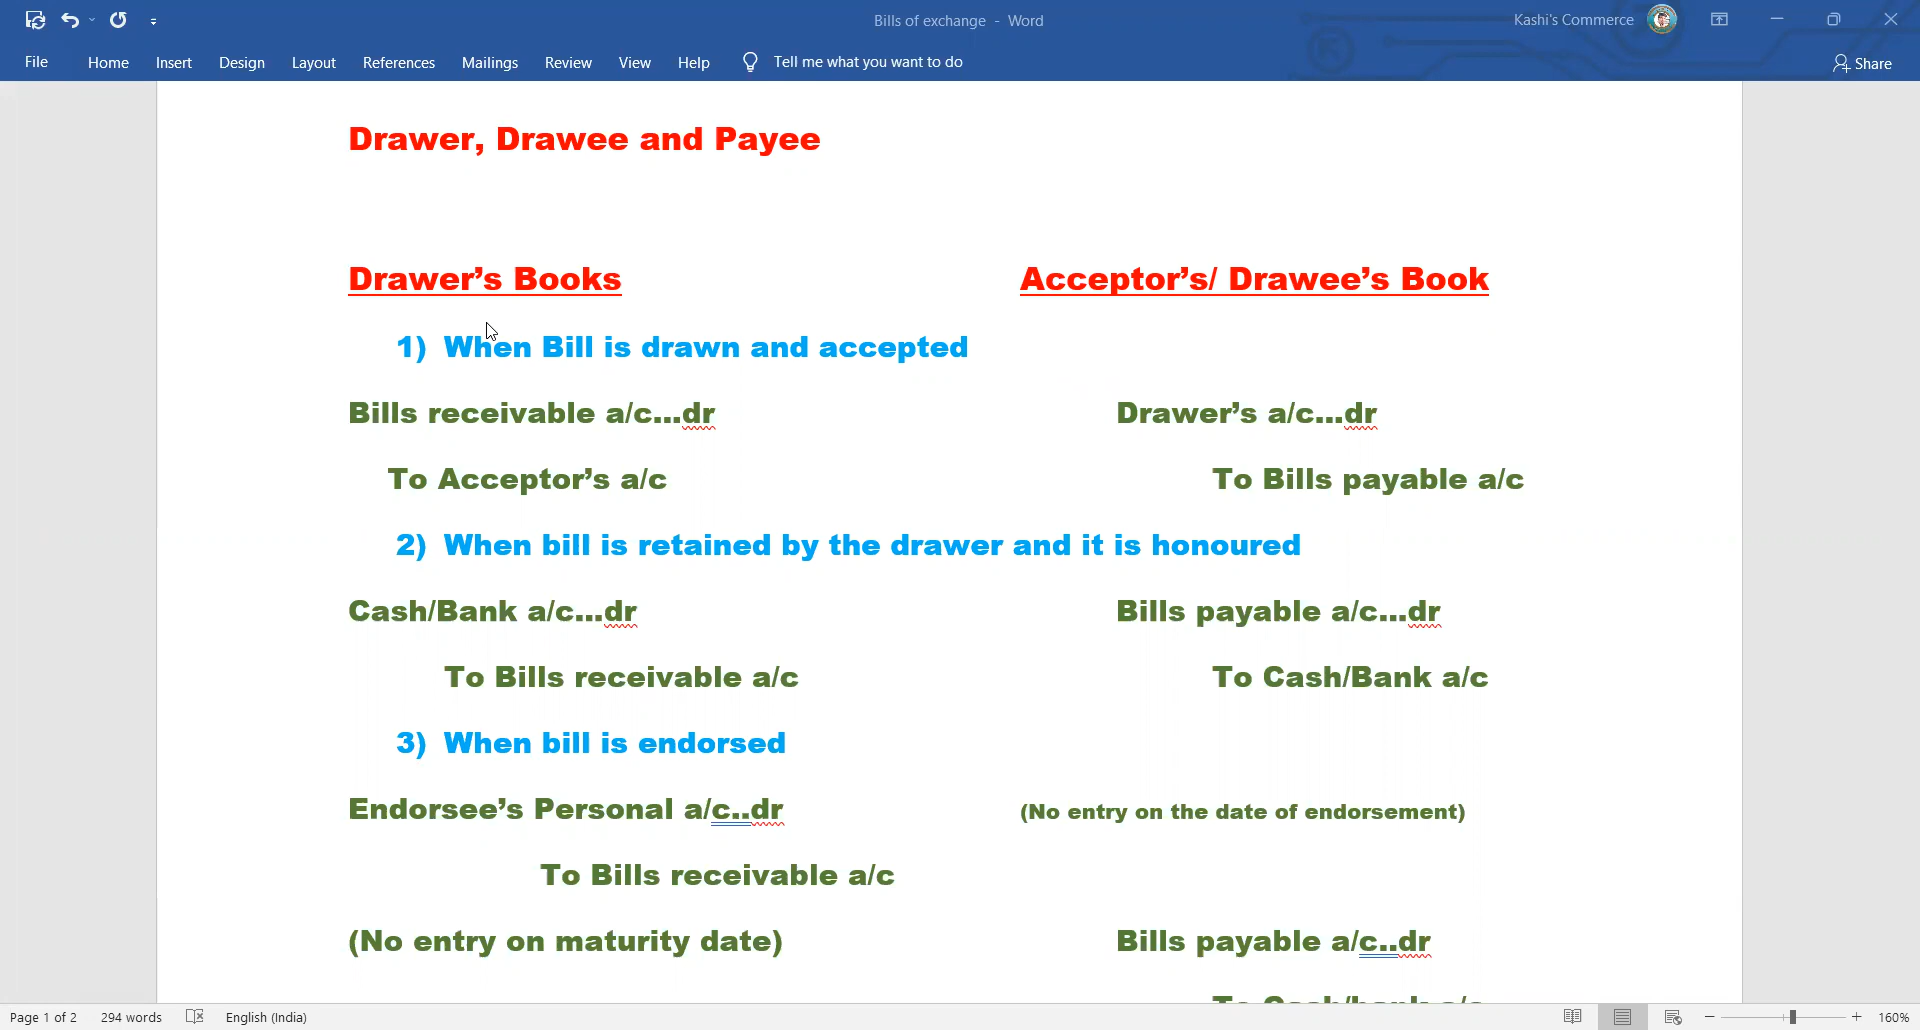 Bills of exchange - Word
Kashi's Commerce
File Home Insert Design Layout References Mailings Review View Help Tell me what you want to do
Share
Drawer, Drawee and Payee
Drawer’s Books Acceptor’s/ Drawee’s Book
1) When Bill is drawn and accepted
Bills receivable a/c...dr Drawer’s a/c...dr
To Acceptor’s a/c To Bills payable a/c
2) When bill is retained by the drawer and it is honoured
Cash/Bank a/c...dr Bills payable a/c...dr
To Bills receivable a/c To Cash/Bank a/c
3) When bill is endorsed
Endorsee’s Personal a/c..dr (No entry on the date of endorsement)
To Bills receivable a/c
(No entry on maturity date) Bills payable a/c..dr
To Cash/bank a/c
Page 1 of 2 294 words English (India) 160%